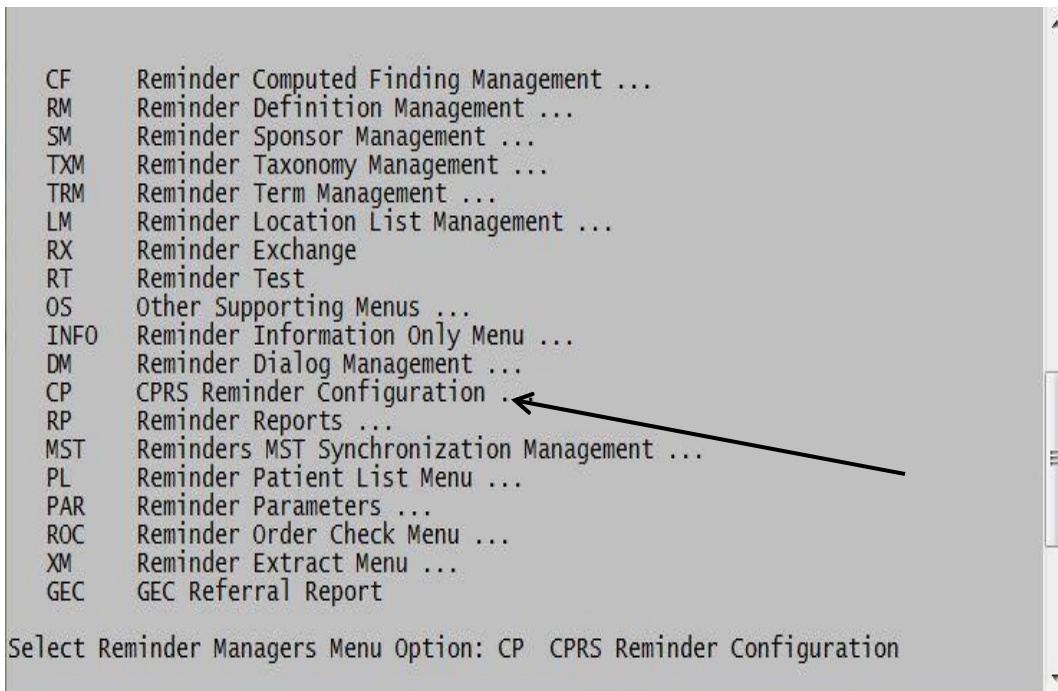 CF Reminder Computed Finding Management ...
RM Reminder Definition Management ...
SM Reminder Sponsor Management ...
TXM Reminder Taxonomy Management ...
TRM Reminder Term Management ...
LM Reminder Location List Management ...
RX Reminder Exchange
RT Reminder Test
OS Other Supporting Menus ...
INFO Reminder Information Only Menu ...
DM Reminder Dialog Management ...
CP CPRS Reminder Configuration ...
RP Reminder Reports ...
MST Reminders MST Synchronization Management ...
PL Reminder Patient List Menu ...
PAR Reminder Parameters ...
ROC Reminder Order Check Menu ...
XM Reminder Extract Menu ...
GEC GEC Referral Report
Select Reminder Managers Menu Option: CP CPRS Reminder Configuration